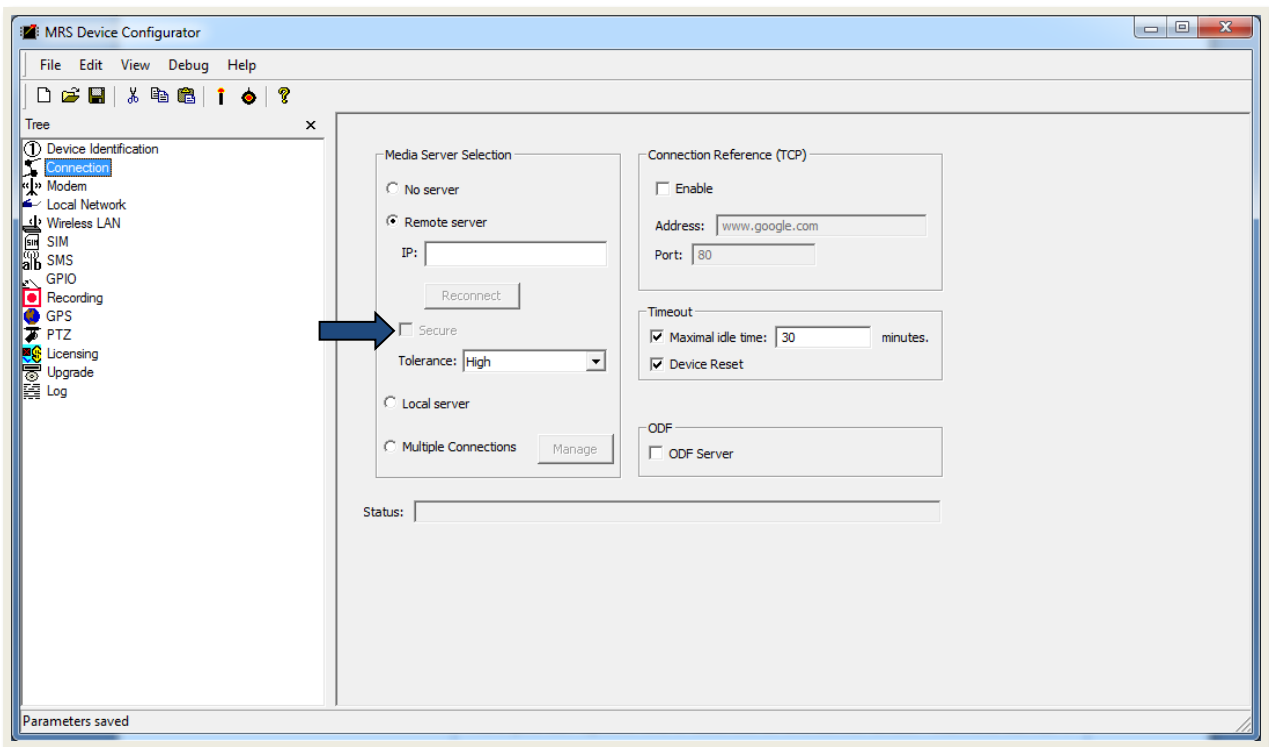 MRS Device Configurator
File Edit View Debug Help
Tree x
Device Identification
Connection
Modem
Local Network
Wireless LAN
SIM
SMS
GPIO
Recording
GPS
PTZ
Licensing
Upgrade
Log
Media Server Selection
No server
Remote server
IP:
Reconnect
Secure
Tolerance: High
Local server
Multiple Connections Manage
Connection Reference (TCP)
Enable
Address: www.google.com
Port: 80
Timeout
Maximal idle time: 30 minutes.
Device Reset
ODF
ODF Server
Status:
Parameters saved